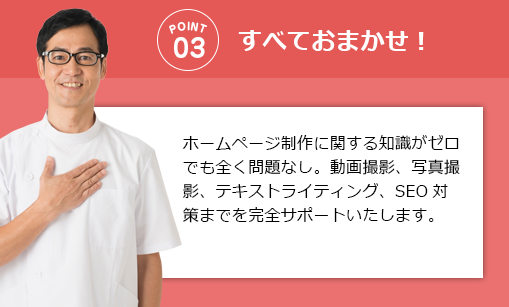 POINT
03
すべておまかせ！
ホームページ制作に関する知識がゼロ
でも全く問題なし。動画撮影、写真撮
影、テキストライティング、SEO 対
策までを完全サポートいたします。